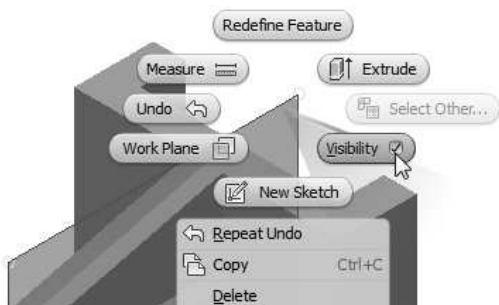 Redefine Feature
Measure
Extrude
Undo
Select Other...
Work Plane
Visibility
New Sketch
Repeat Undo
Copy Ctrl+C
Delete